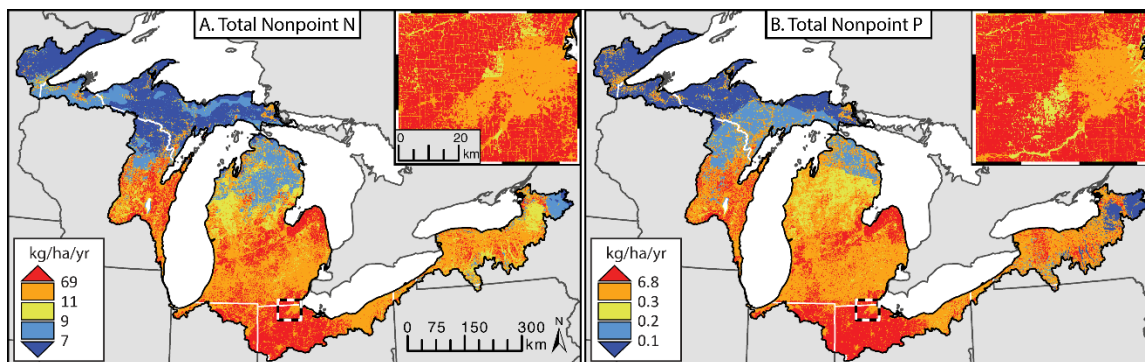 A. Total Nonpoint N
0 20
km
kg/ha/yr
69
11
9
7
0 75 150 300
km
N
B. Total Nonpoint P
kg/ha/yr
6.8
0.3
0.2
0.1